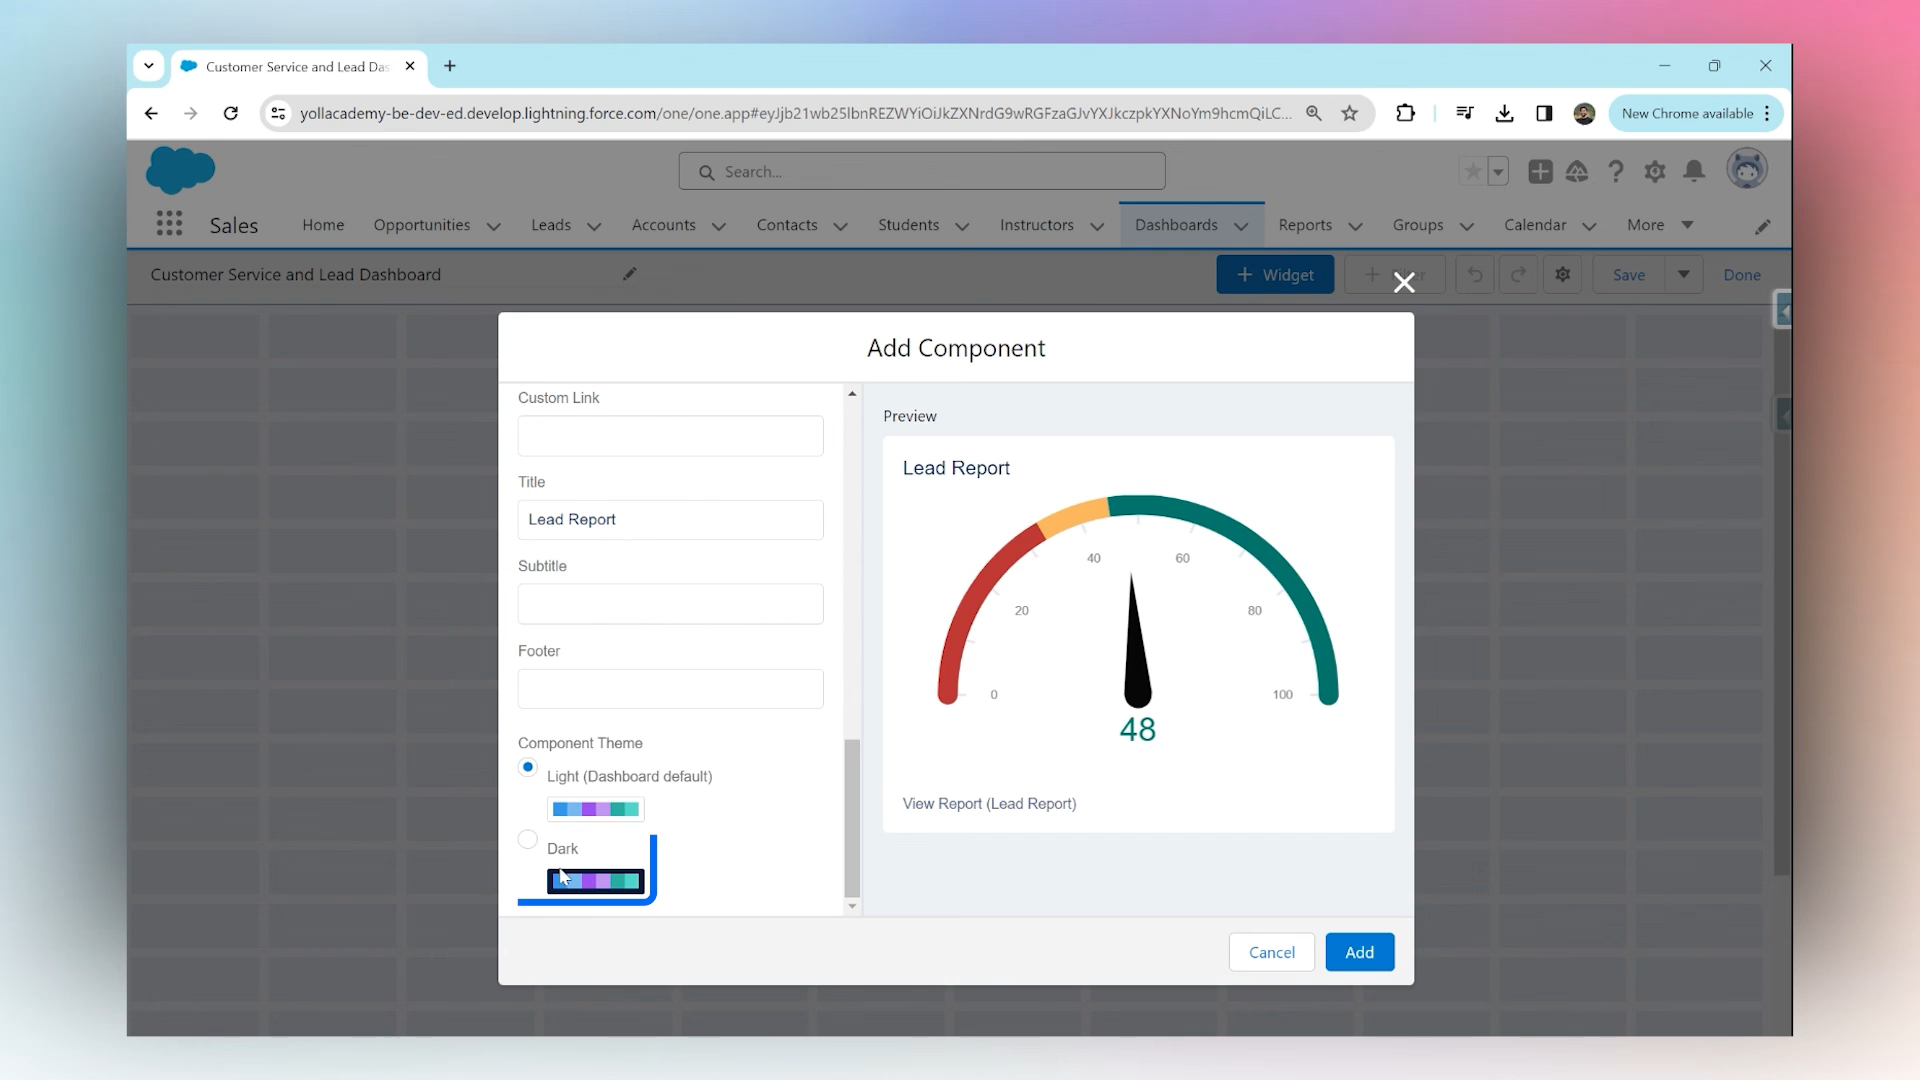 Customer Service and Lead Das
yollacademy-be-dev-ed.develop.lightning.force.com/one/one.app#eyJjb21wb25lbnREZWYiOiJkZXNrdG9wRGFzaGJvYXJkczpkYXNoYm9hcmQiLC...
New Chrome available
Search...
Sales
Home
Opportunities
Leads
Accounts
Contacts
Students
Instructors
Dashboards
Reports
Groups
Calendar
More
Customer Service and Lead Dashboard
+ Widget
Save
Done
Add Component
Custom Link
Title
Lead Report
Subtitle
Footer
Component Theme
Light (Dashboard default)
Dark
Preview
Lead Report
0
20
40
60
80
100
48
View Report (Lead Report)
Cancel
Add